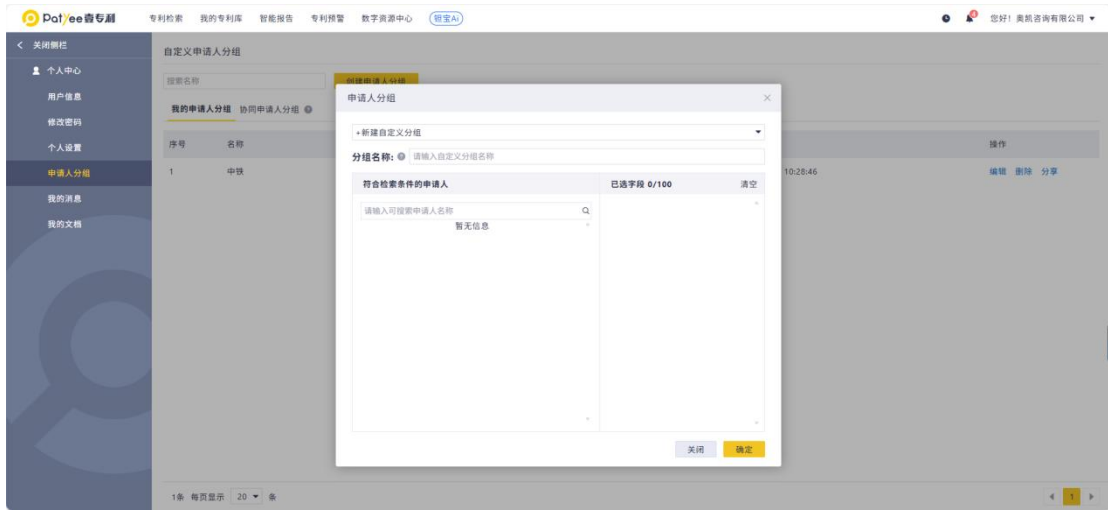 Patyee壹专利 专利检索 我的专利库 智能报告 专利预警 数字资源中心 您好！奥凯咨询有限公司
关闭侧栏
个人中心
用户信息
修改密码
个人设置
申请人分组
我的消息
我的文档
自定义申请人分组
搜索名称 创建申请人分组
我的申请人分组 协同申请人分组
序号 名称 操作
1 中铁 10:28:46 编辑 删除 分享
申请人分组
+新建自定义分组
分组名称: 请输入自定义分组名称
符合检索条件的申请人 已选字段 0/100 清空
请输入可搜索申请人名称
暂无信息
关闭 确定
1条 每页显示 20 条 1